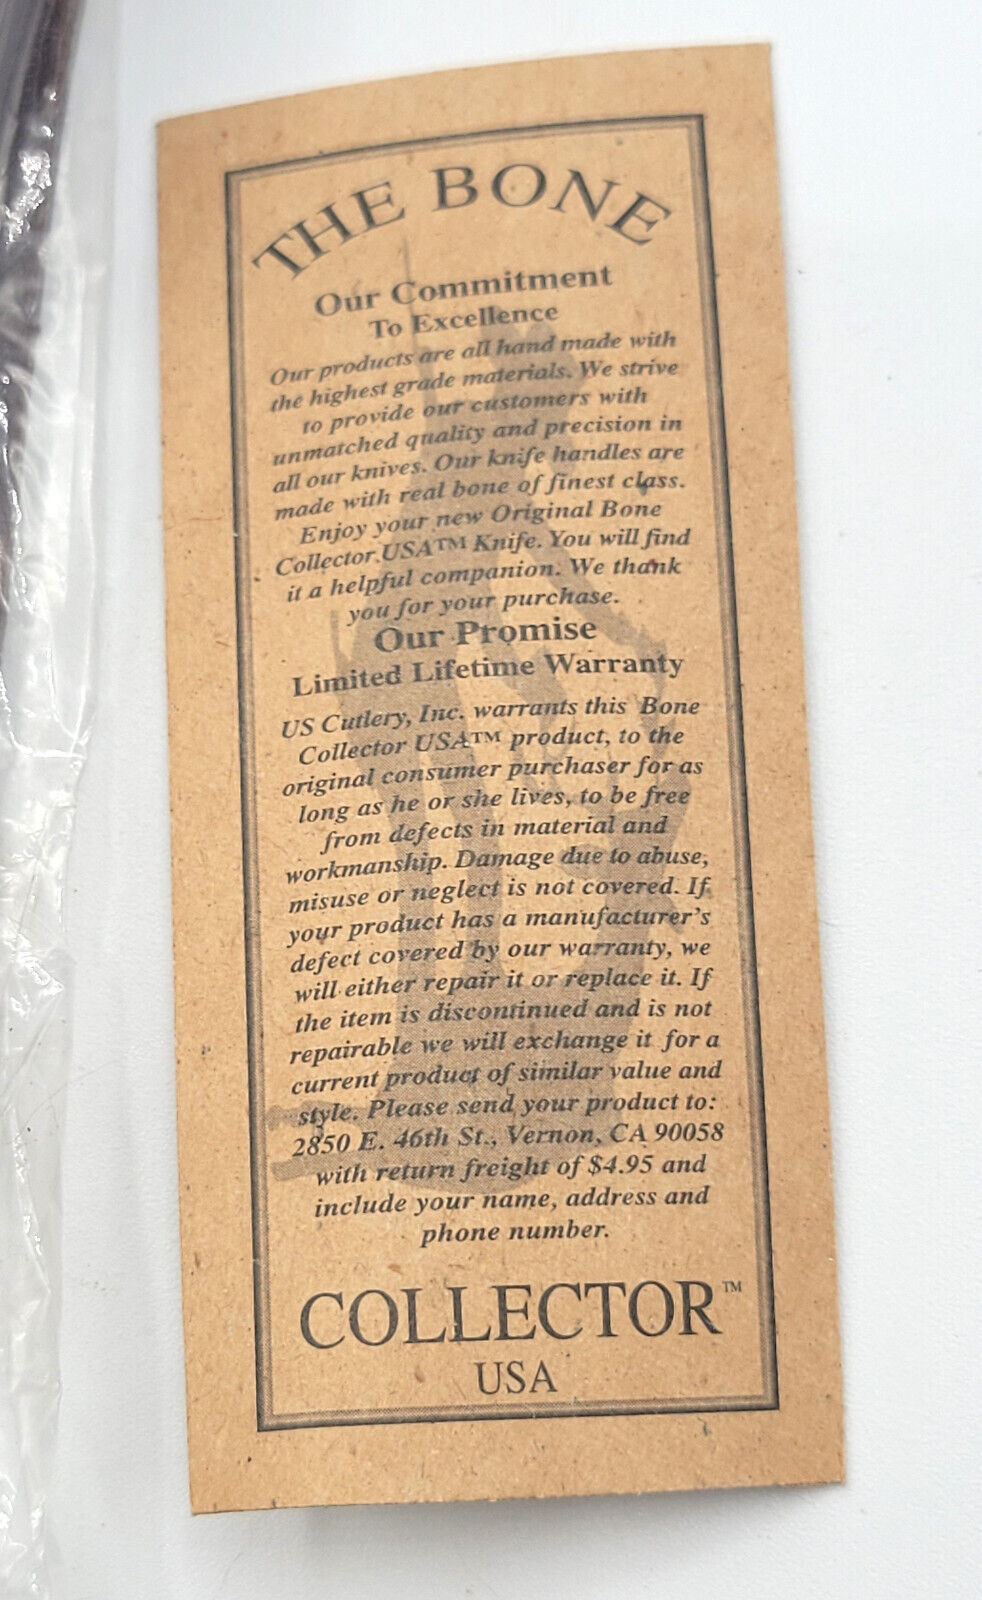 THE BONE
Our Commitment
To Excellence
Our products are all hand made with
the highest grade materials. We strive
to provide our customers with
unmatched quality and precision in
all our knives. Our knife handles are
made with real bone of finest class.
Enjoy your new Original Bone
Collector USA™ Knife. You will find
it a helpful companion. We thank
you for your purchase.
Our Promise
Limited Lifetime Warranty
US Cutlery, Inc. warrants this Bone
Collector USA™ product, to the
original consumer purchaser for as
long as he or she lives, to be free
from defects in material and
workmanship. Damage due to abuse,
misuse or neglect is not covered. If
your product has a manufacturer's
defect covered by our warranty, we
will either repair it or replace it. If
the item is discontinued and is not
repairable we will exchange it for a
current product of similar value and
style. Please send your product to:
2850 E. 46th St., Vernon, CA 90058
with return freight of $4.95 and
include your name, address and
phone number.
COLLECTOR™
USA